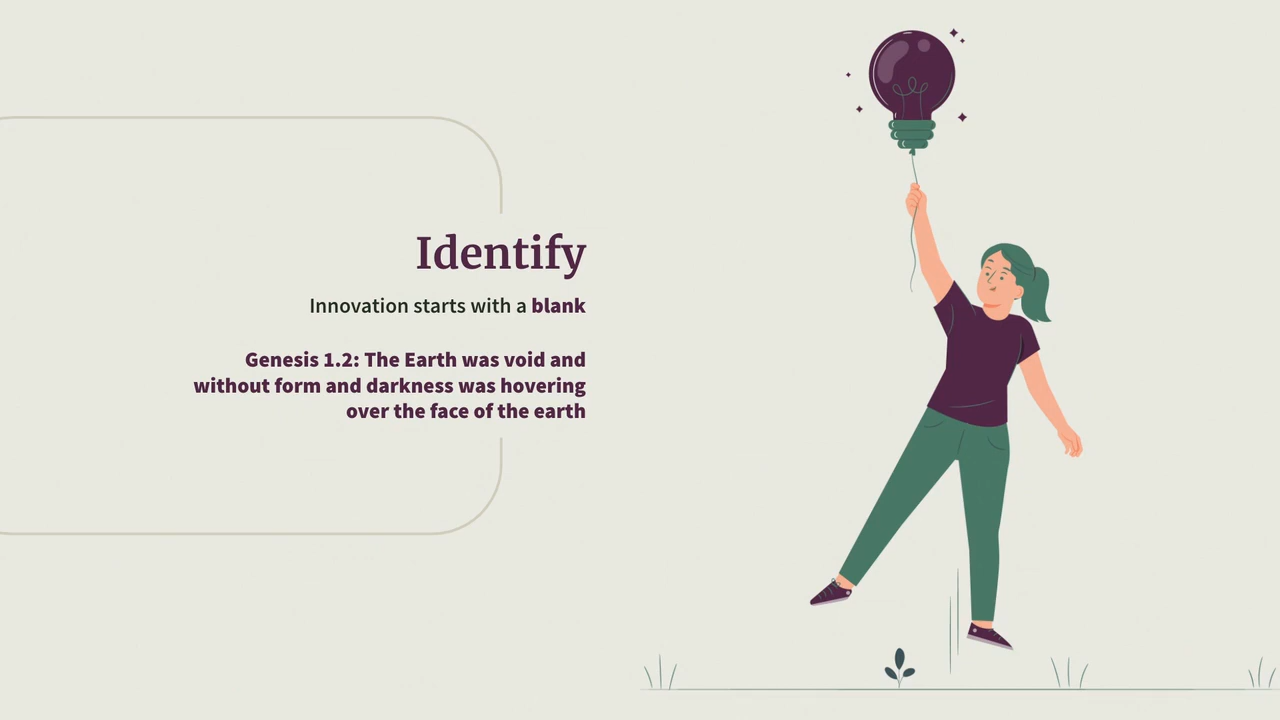 Identify
Innovation starts with a blank
Genesis 1.2: The Earth was void and
without form and darkness was hovering
over the face of the earth